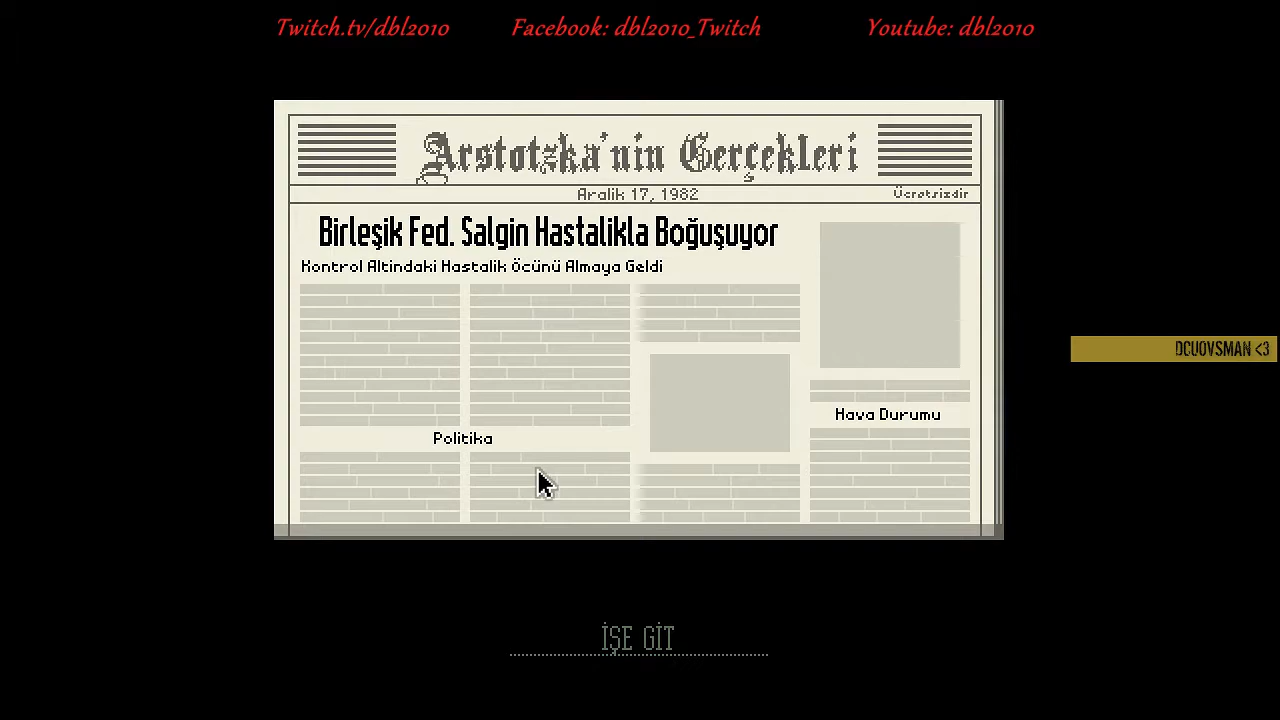 Twitch.tv/dbl2010 Facebook: dbl2010_Twitch Youtube: dbl2010
Arstotzka'nin Gerçekleri
Aralik 17, 1982 Ücretsizdir
Birleşik Fed. Salgin Hastalikla Boğuşuyor
Kontrol Altindaki Hastalik Öcünü Almaya Geldi
DCUOVSMAN <3
Hava Durumu
Politika
İŞE GİT